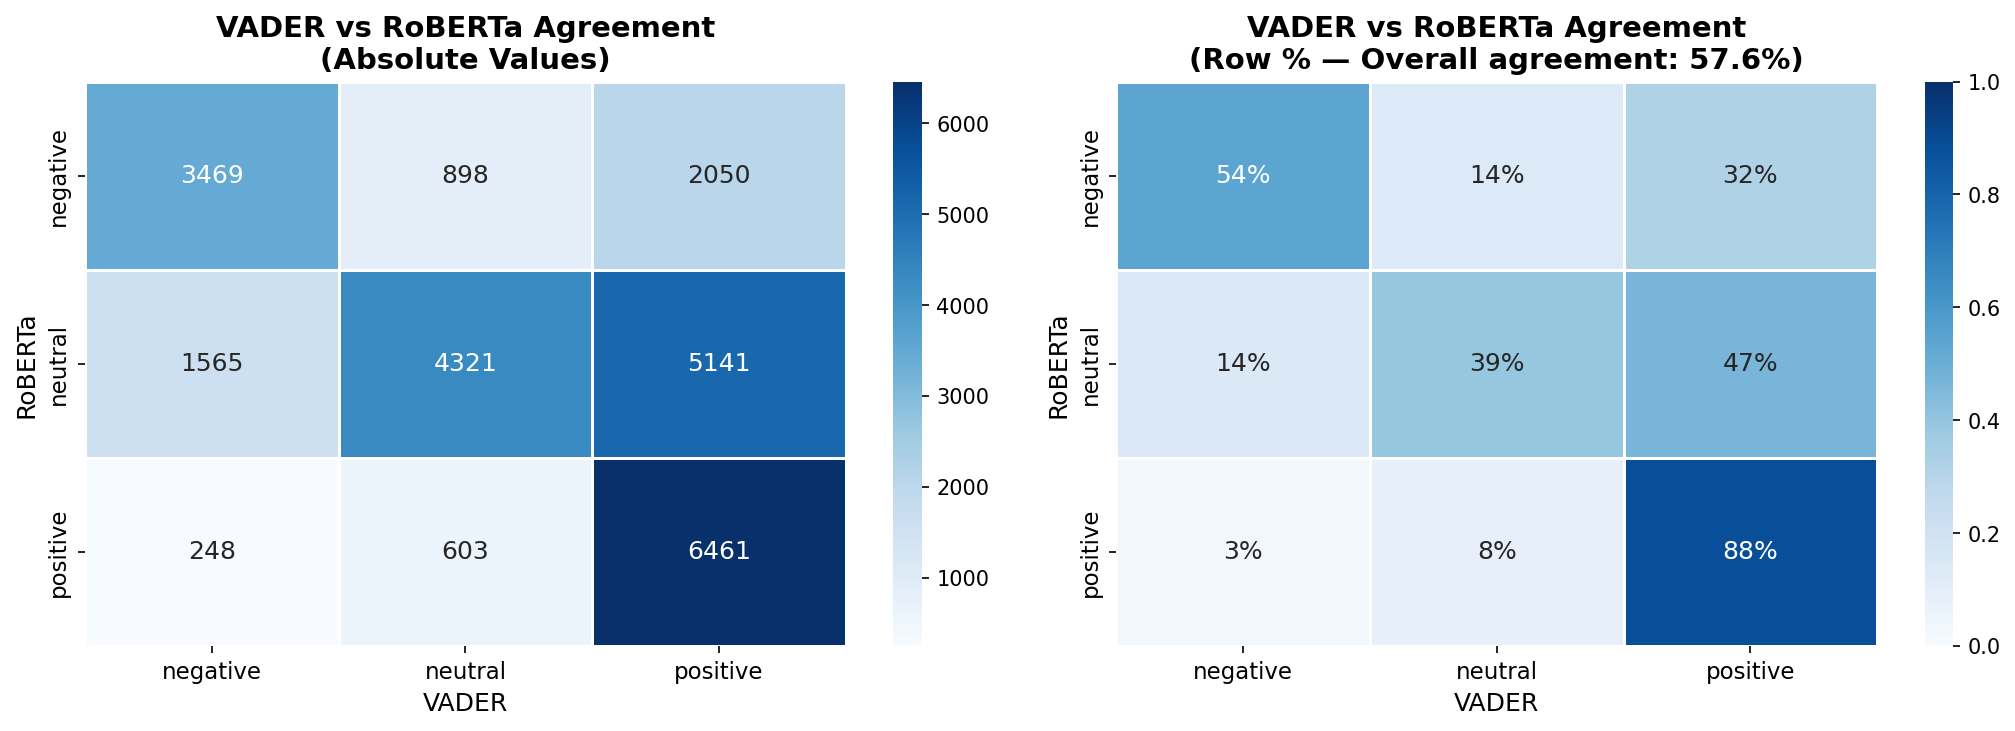 VADER vs RoBERTa Agreement
(Absolute Values)
RoBERTa
negative
neutral
positive
3469 898 2050
1565 4321 5141
248 603 6461
negative neutral positive
VADER
6000
5000
4000
3000
2000
1000
VADER vs RoBERTa Agreement
(Row % — Overall agreement: 57.6%)
RoBERTa
negative
neutral
positive
54% 14% 32%
14% 39% 47%
3% 8% 88%
negative neutral positive
VADER
1.0
0.8
0.6
0.4
0.2
0.0